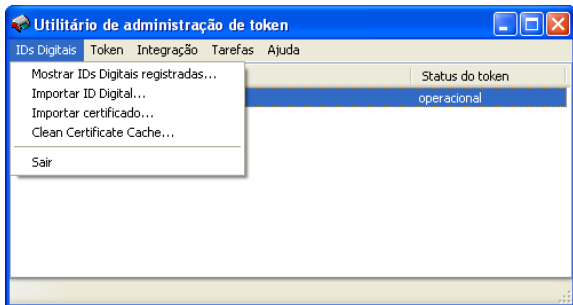 Utilitário de administração de token
IDs Digitais Token Integração Tarefas Ajuda
Mostrar IDs Digitais registradas...
Status do token
Importar ID Digital...
operacional
Importar certificado...
Clean Certificate Cache...
Sair